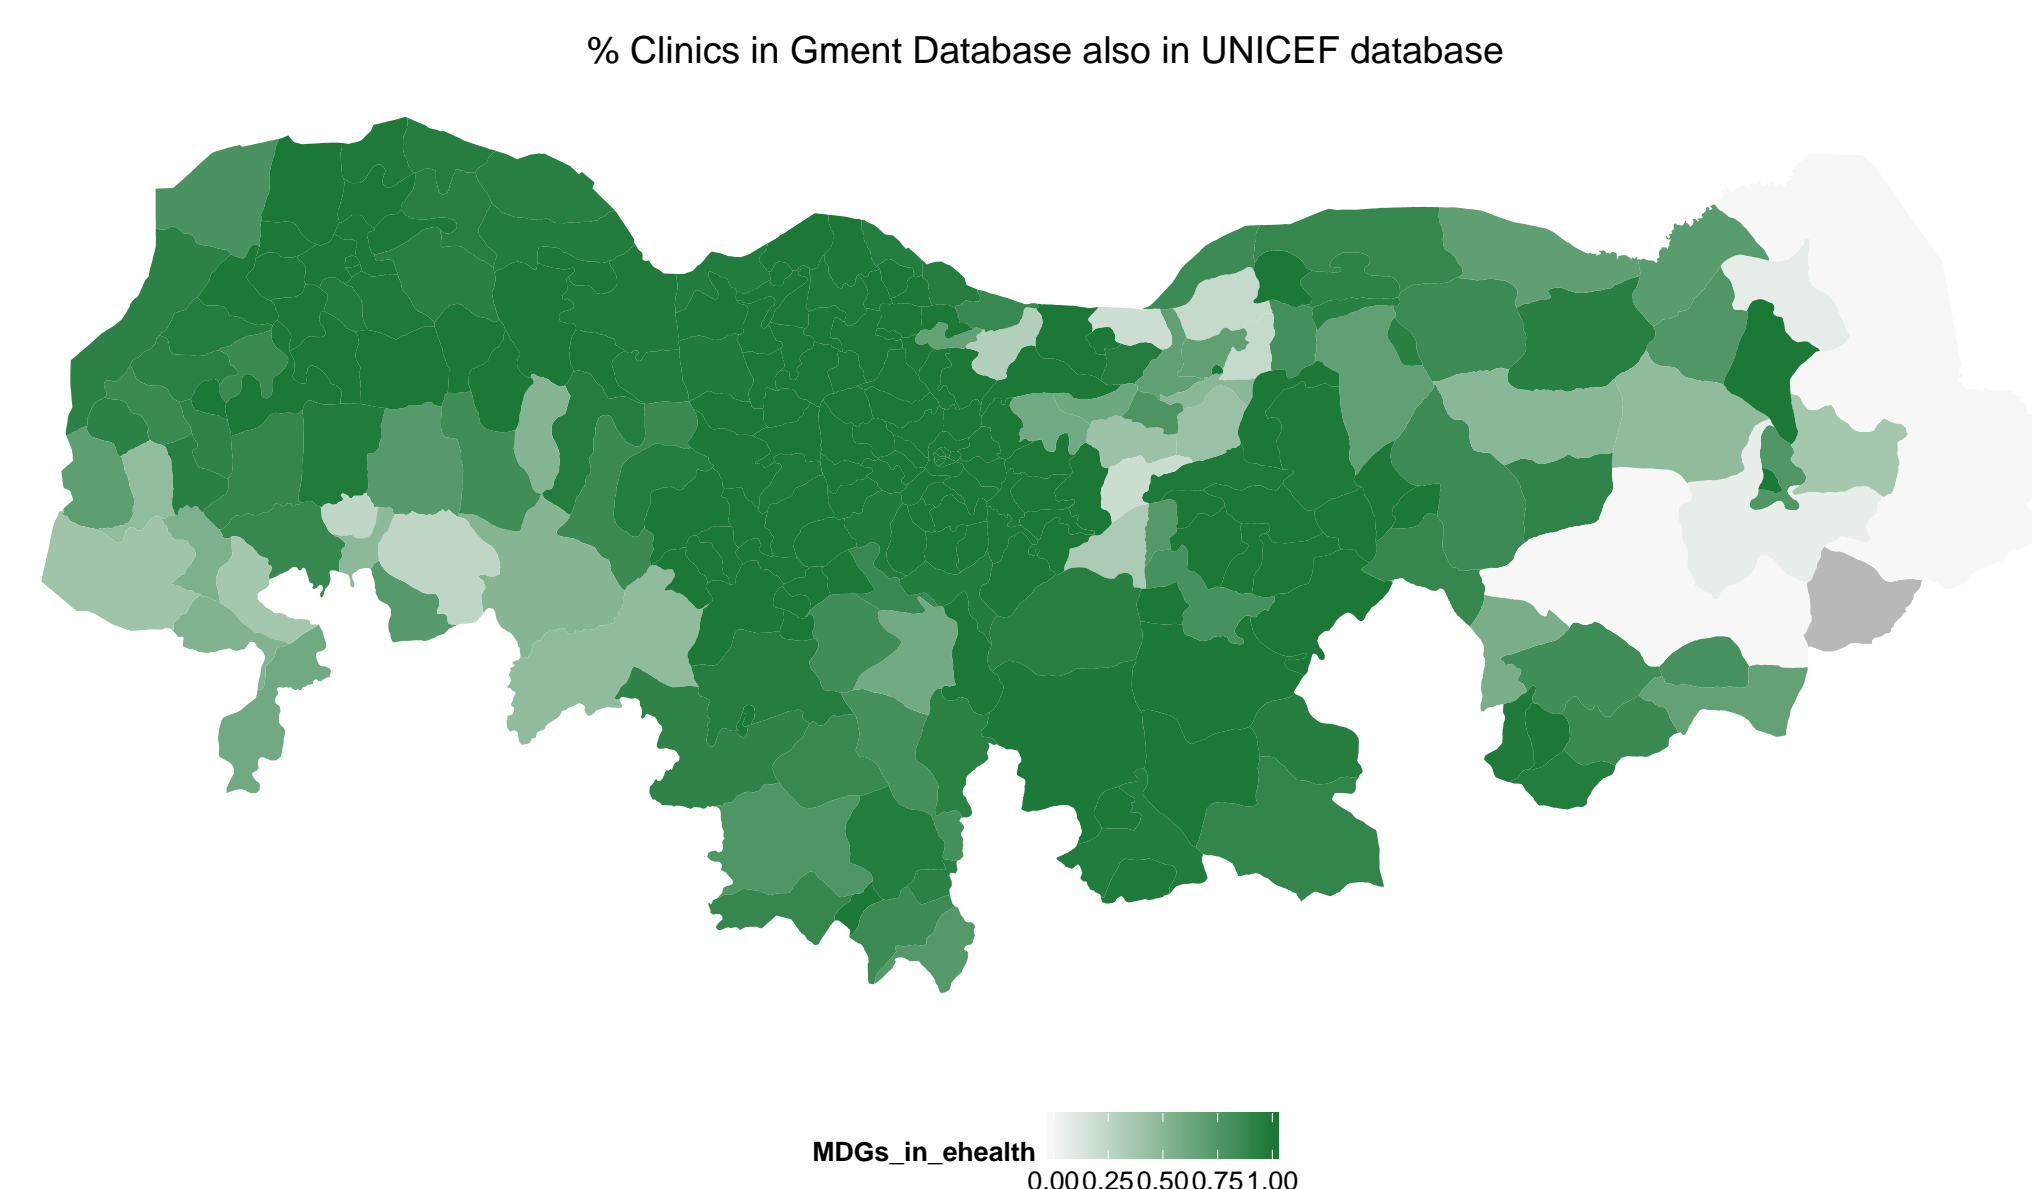 % Clinics in Gment Database also in UNICEF database
MDGs_in_ehealth
0.00 0.25 0.50 0.75 1.00